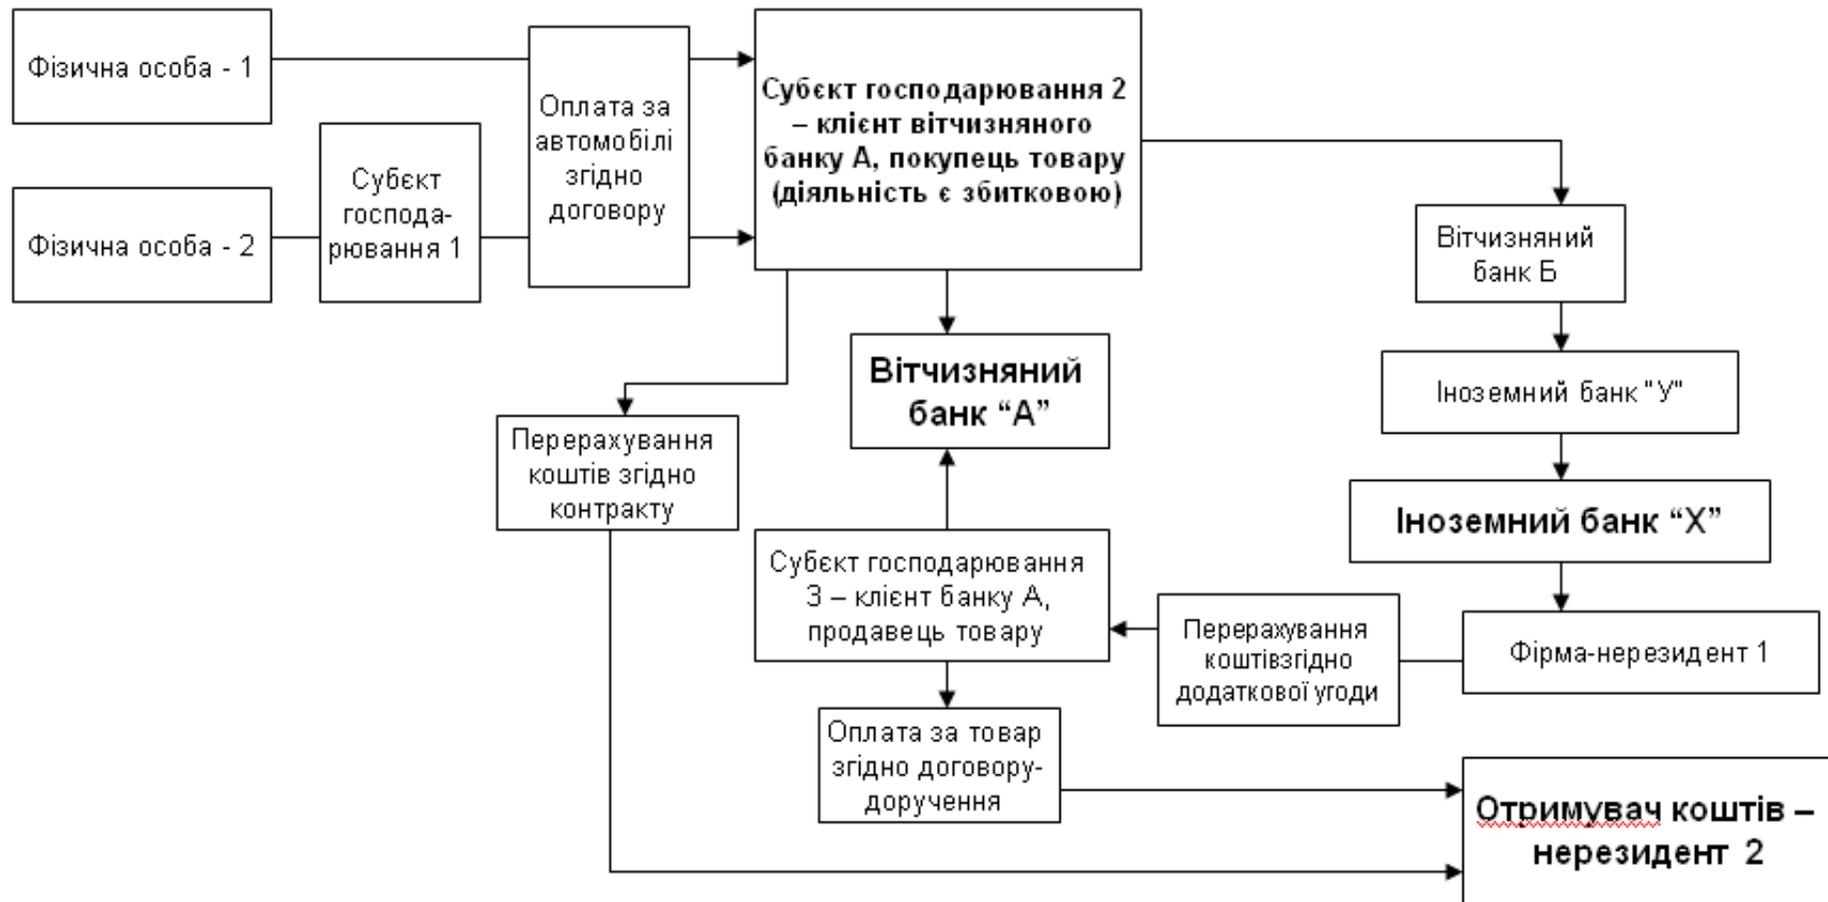 Фізична особа - 1
Фізична особа - 2
Субєкт
господа-
рювання 1
Оплата за
автомобілі
згідно
договору
Субєкт господарювання 2
– клієнт вітчизняного
банку А, покупець товару
(діяльність є збитковою)
Вітчизняний
банк Б
Іноземний банк "У"
Іноземний банк “Х”
Фірма-нерезидент 1
Вітчизняний
банк “А”
Перерахування
коштів згідно
контракту
Субєкт господарювання
3 – клієнт банку А,
продавець товару
Перерахування
коштівзгідно
додаткової угоди
Оплата за товар
згідно договору-
доручення
Отримувач коштів –
нерезидент 2